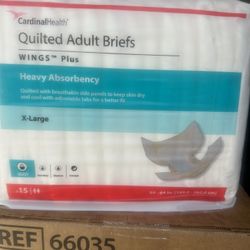 CardinalHealth
Quilted Adult Briefs
WINGS™ Plus
Heavy Absorbency
Quilted with breathable side panels to keep skin dry
and cool with adjustable tabs for a better fit
X-Large
15
REF 66035